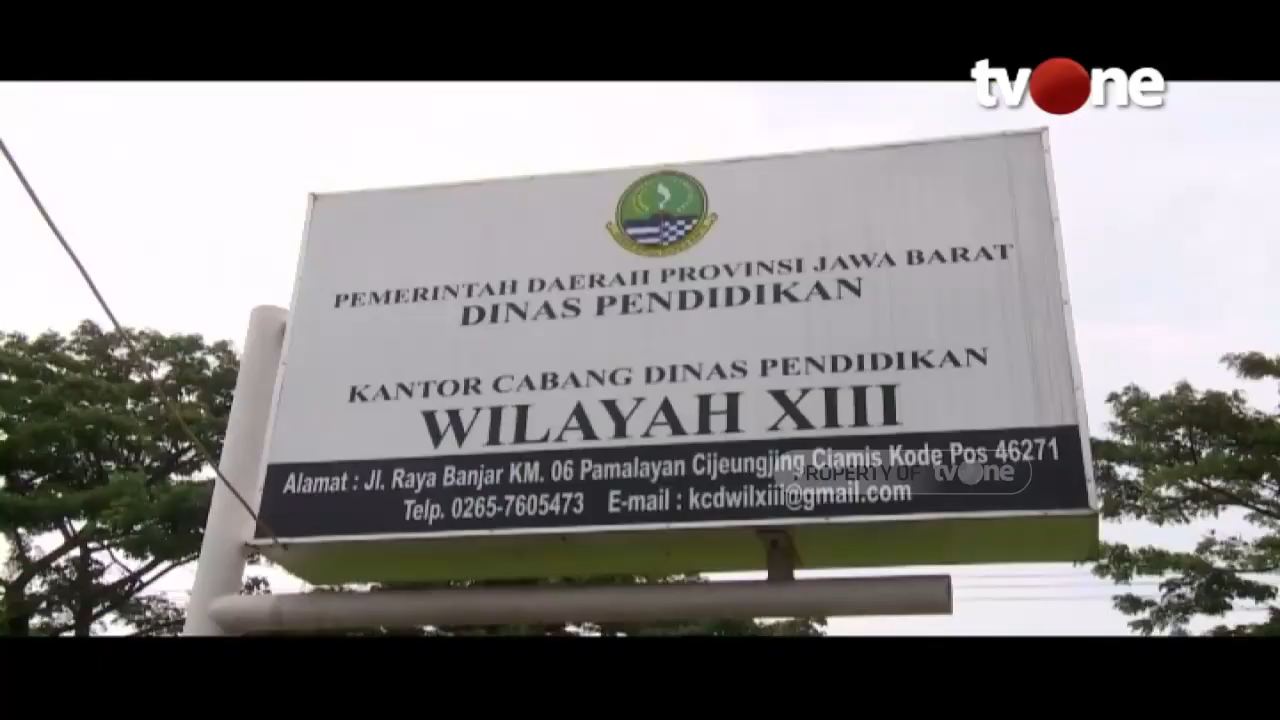 tvOne
PEMERINTAH DAERAH PROVINSI JAWA BARAT
DINAS PENDIDIKAN
KANTOR CABANG DINAS PENDIDIKAN
WILAYAH XIII
Alamat : Jl. Raya Banjar KM. 06 Pamalayan Cijeungjing Ciamis Kode Pos 46271
PROPERTY OF tvOne
Telp. 0265-7605473 E-mail : kcdwilxiii@gmail.com